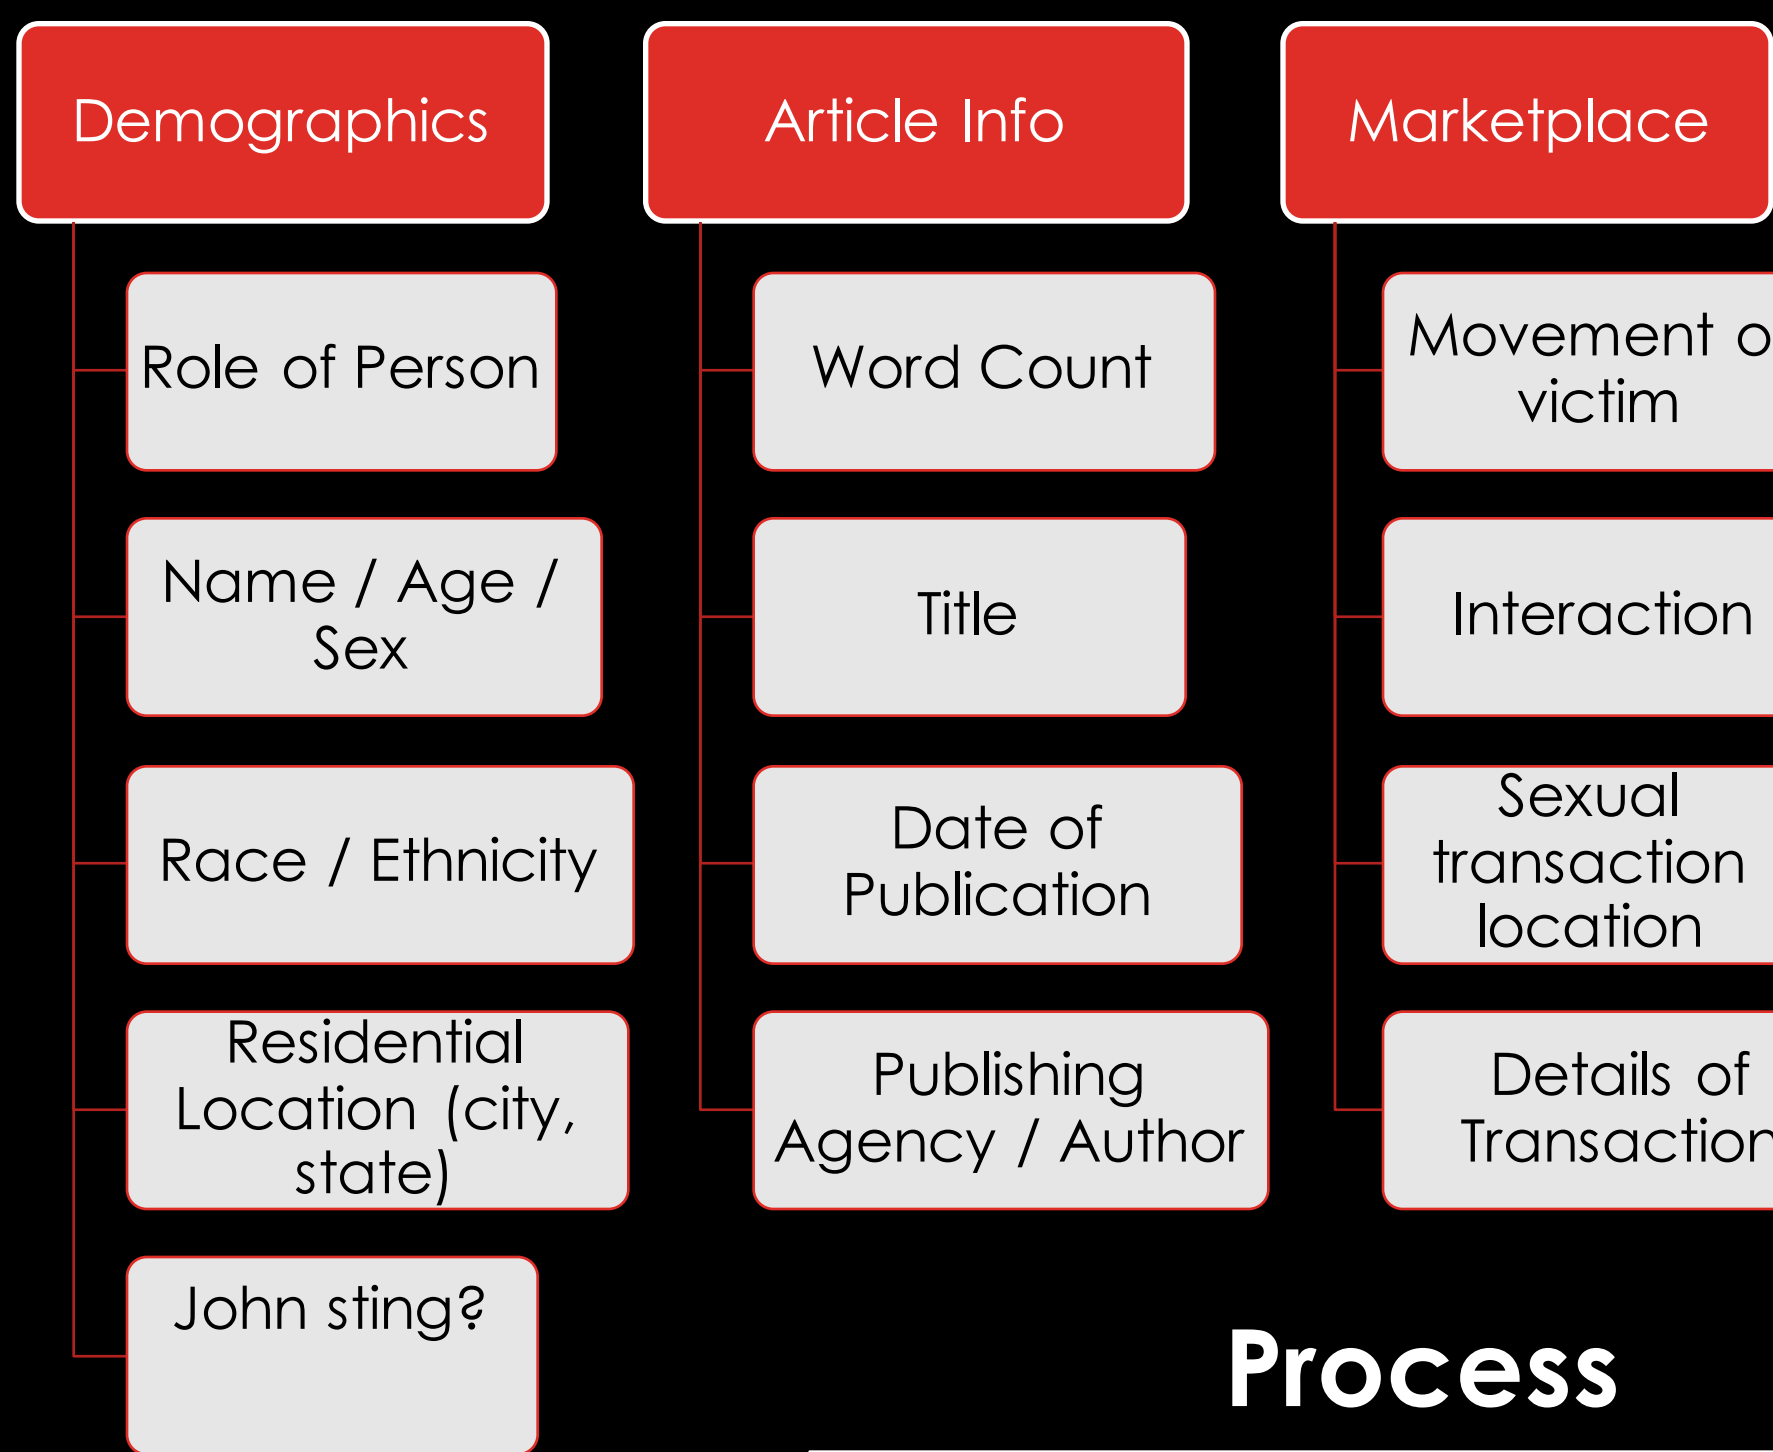 Demographics
Role of Person
Name / Age /
Sex
Race / Ethnicity
Residential
Location (city,
state)
John sting?
Article Info
Word Count
Title
Date of
Publication
Publishing
Agency / Author
Marketplace
Movement o
victim
Interaction
Sexual
transaction
location
Details of
Transaction
Process